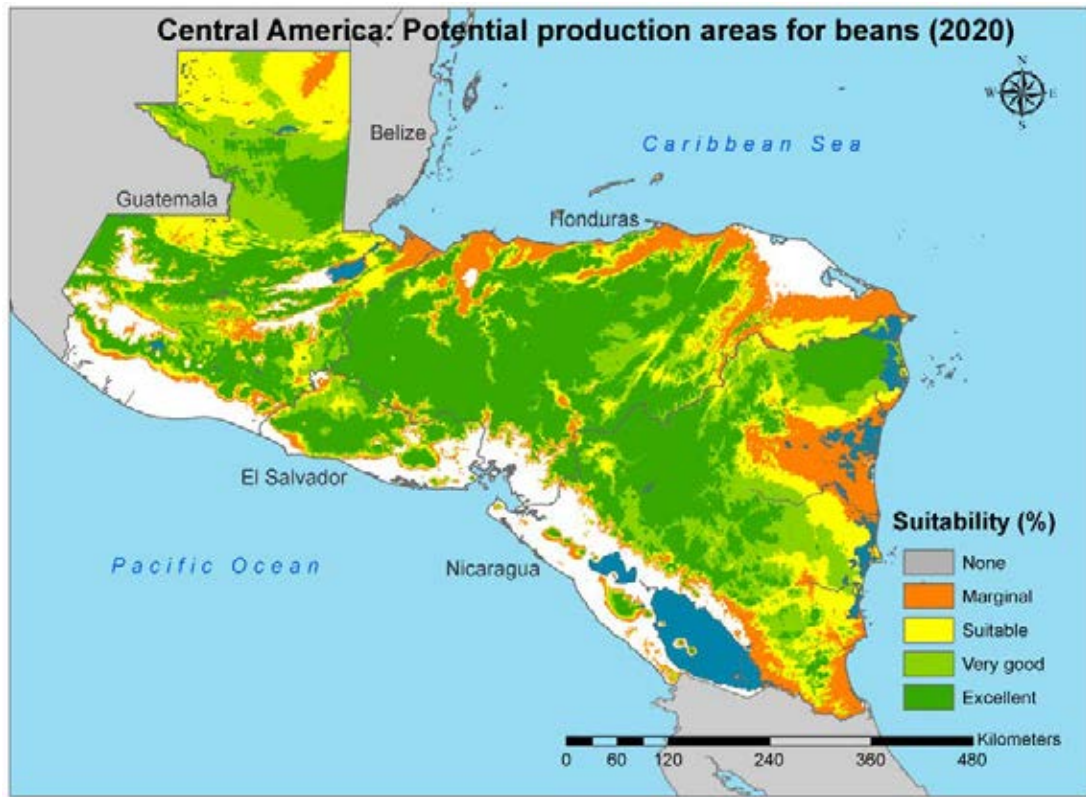 Central America: Potential production areas for beans (2020)
N
W E
S
Belize
Caribbean Sea
Guatemala
Honduras
El Salvador
Pacific Ocean
Nicaragua
Suitability (%)
None
Marginal
Suitable
Very good
Excellent
Kilometers
0 60 120 240 360 480